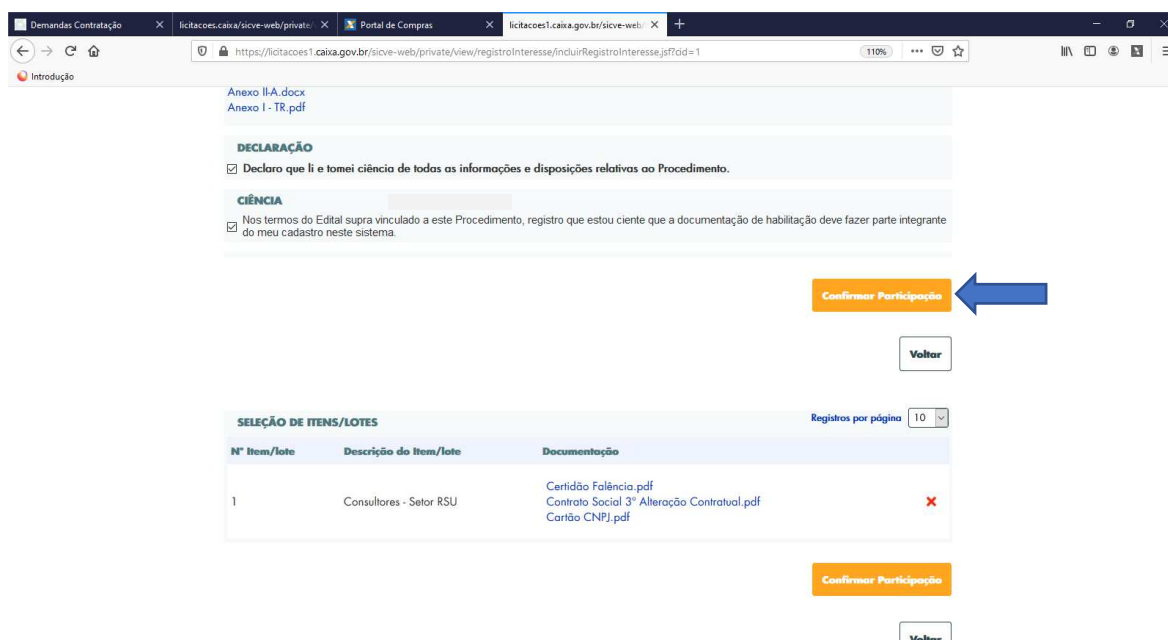 Demandas Contratação
licitacoes.caixa/sicve-web/private/
Portal de Compras
licitacoes1.caixa.gov.br/sicve-web/
https://licitacoes1.caixa.gov.br/sicve-web/private/view/registroInteresse/incluirRegistroInteresse.jsf?cid=1
110%
Introdução
Anexo II-A.docx
Anexo I - TR.pdf
DECLARAÇÃO
Declaro que li e tomei ciência de todas as informações e disposições relativas ao Procedimento.
CIÊNCIA
Nos termos do Edital supra vinculado a este Procedimento, registro que estou ciente que a documentação de habilitação deve fazer parte integrante
do meu cadastro neste sistema.
Confirmar Participação
Voltar
SELEÇÃO DE ITENS/LOTES
Registros por página 10
N° Item/lote Descrição do Item/lote Documentação
Certidão Falência.pdf
1 Consultores - Setor RSU Contrato Social 3° Alteração Contratual.pdf
Cartão CNPJ.pdf
Confirmar Participação
Voltar